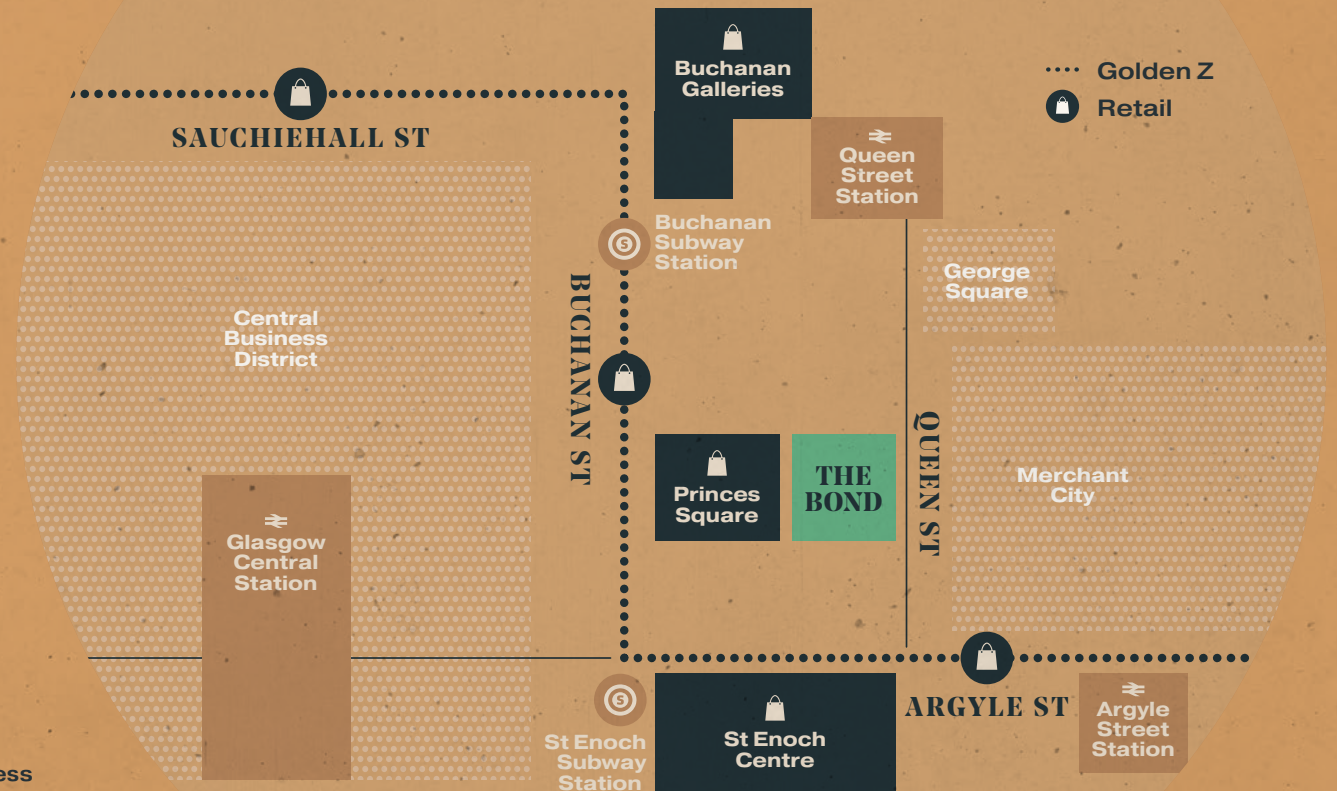 Buchanan
Galleries
Golden Z
Retail
SAUCHIEHALL ST
Queen
Street
Station
Buchanan
Subway
Station
S
George
Square
BUCHANAN ST
Central
Business
District
QUEEN ST
Princes
Square
THE
BOND
Merchant
City
Glasgow
Central
Station
S
St Enoch
Subway
Station
St Enoch
Centre
ARGYLE ST
Argyle
Street
Station
ess